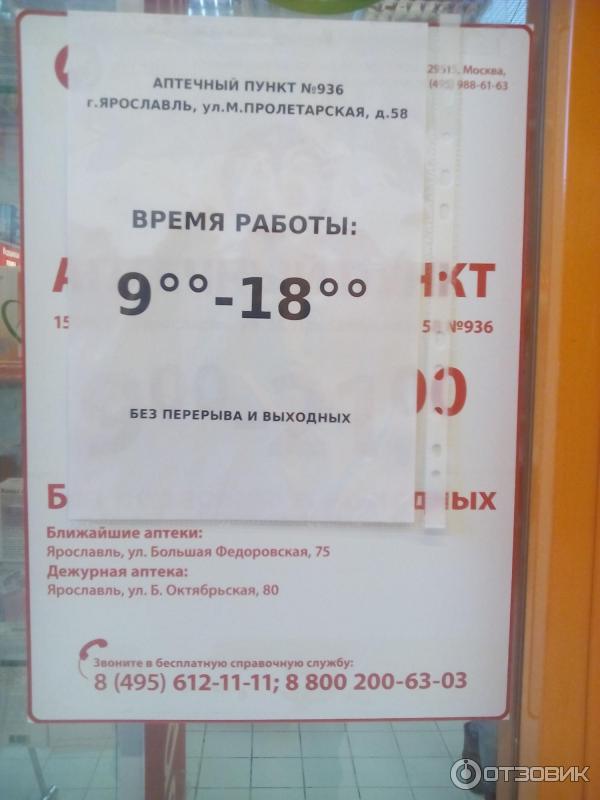 29515, Москва,
(495) 988-61-63
АПТЕЧНЫЙ ПУНКТ №936
г.ЯРОСЛАВЛЬ, ул.М.ПРОЛЕТАРСКАЯ, д.58
ВРЕМЯ РАБОТЫ:
9°°-18°°
№936
БЕЗ ПЕРЕРЫВА И ВЫХОДНЫХ
Ближайшие аптеки:
Ярославль, ул. Большая Федоровская, 75
Дежурная аптека:
Ярославль, ул. Б. Октябрьская, 80
Звоните в бесплатную справочную службу:
8 (495) 612-11-11; 8 800 200-63-03
ОТЗОВИК